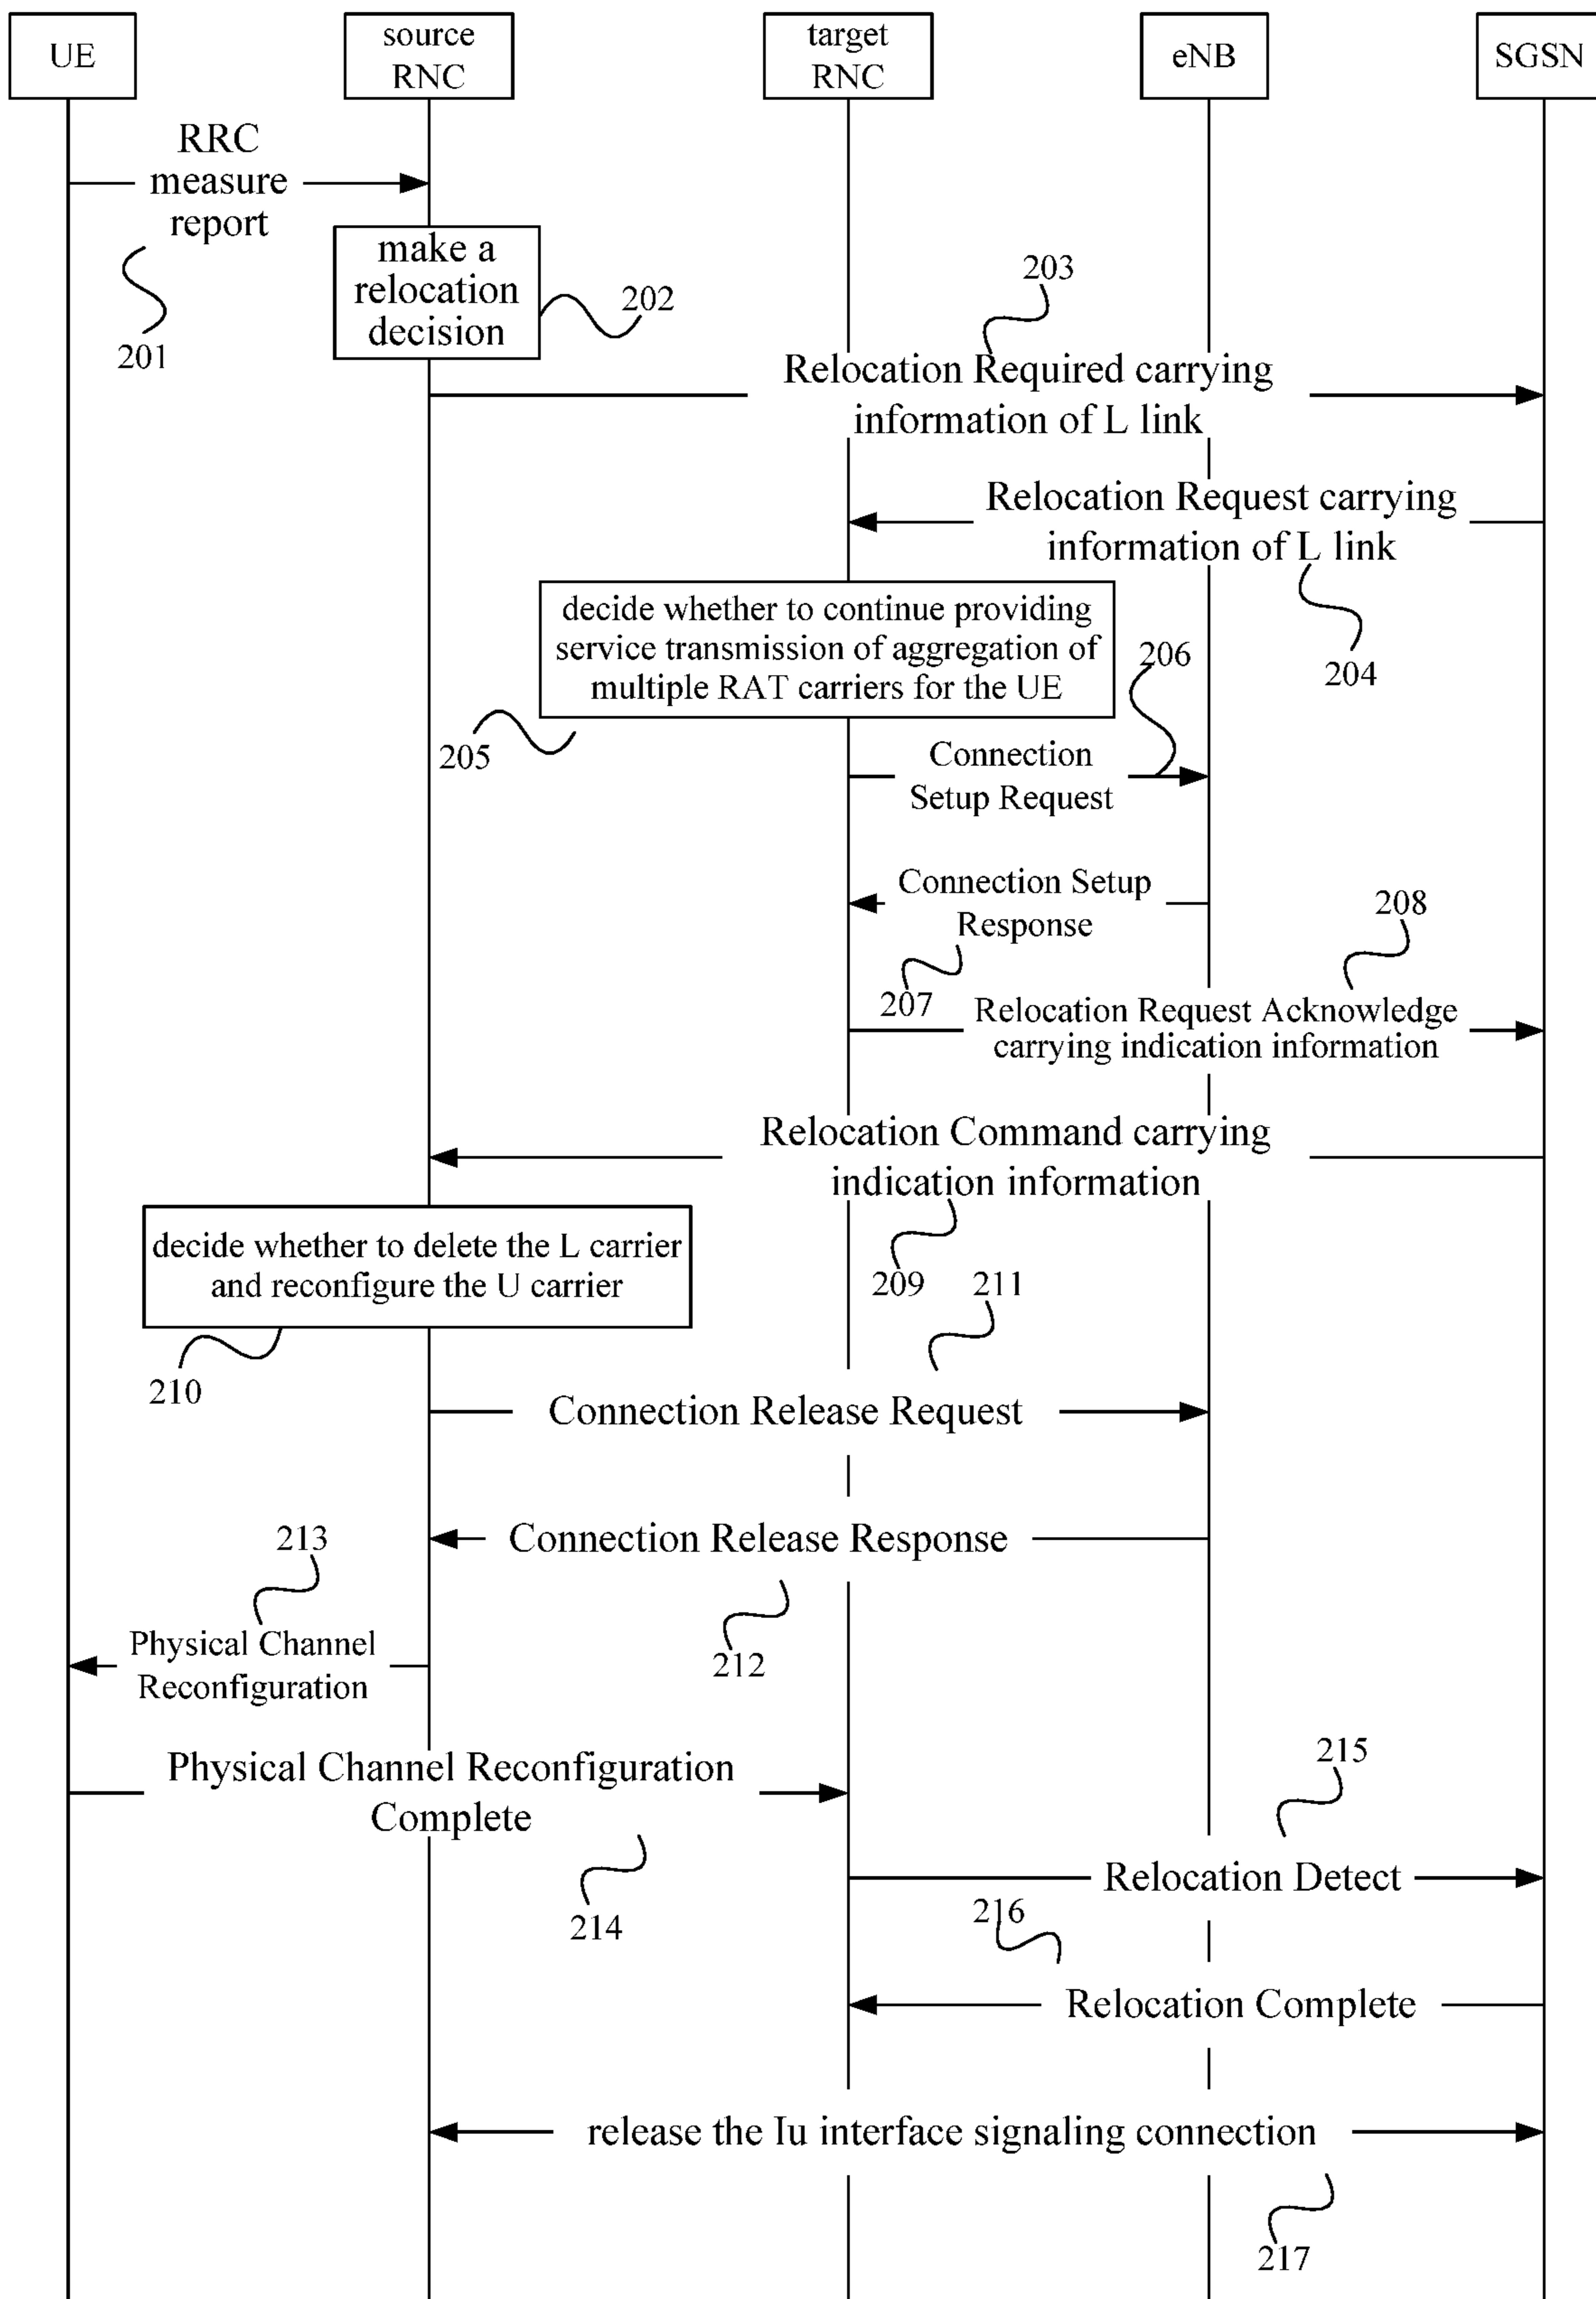 UE
source
RNC
target
RNC
eNB
SGSN
RRC
measure
report
201
make a
relocation
decision
202
203
Relocation Required carrying
information of L link
Relocation Request carrying
information of L link
204
decide whether to continue providing
service transmission of aggregation of
multiple RAT carriers for the UE
205
206
Connection
Setup Request
Connection Setup
Response
207
208
Relocation Request Acknowledge
carrying indication information
Relocation Command carrying
indication information
209
decide whether to delete the L carrier
and reconfigure the U carrier
210
211
Connection Release Request
Connection Release Response
212
213
Physical Channel
Reconfiguration
Physical Channel Reconfiguration
Complete
214
215
Relocation Detect
216
Relocation Complete
release the Iu interface signaling connection
217